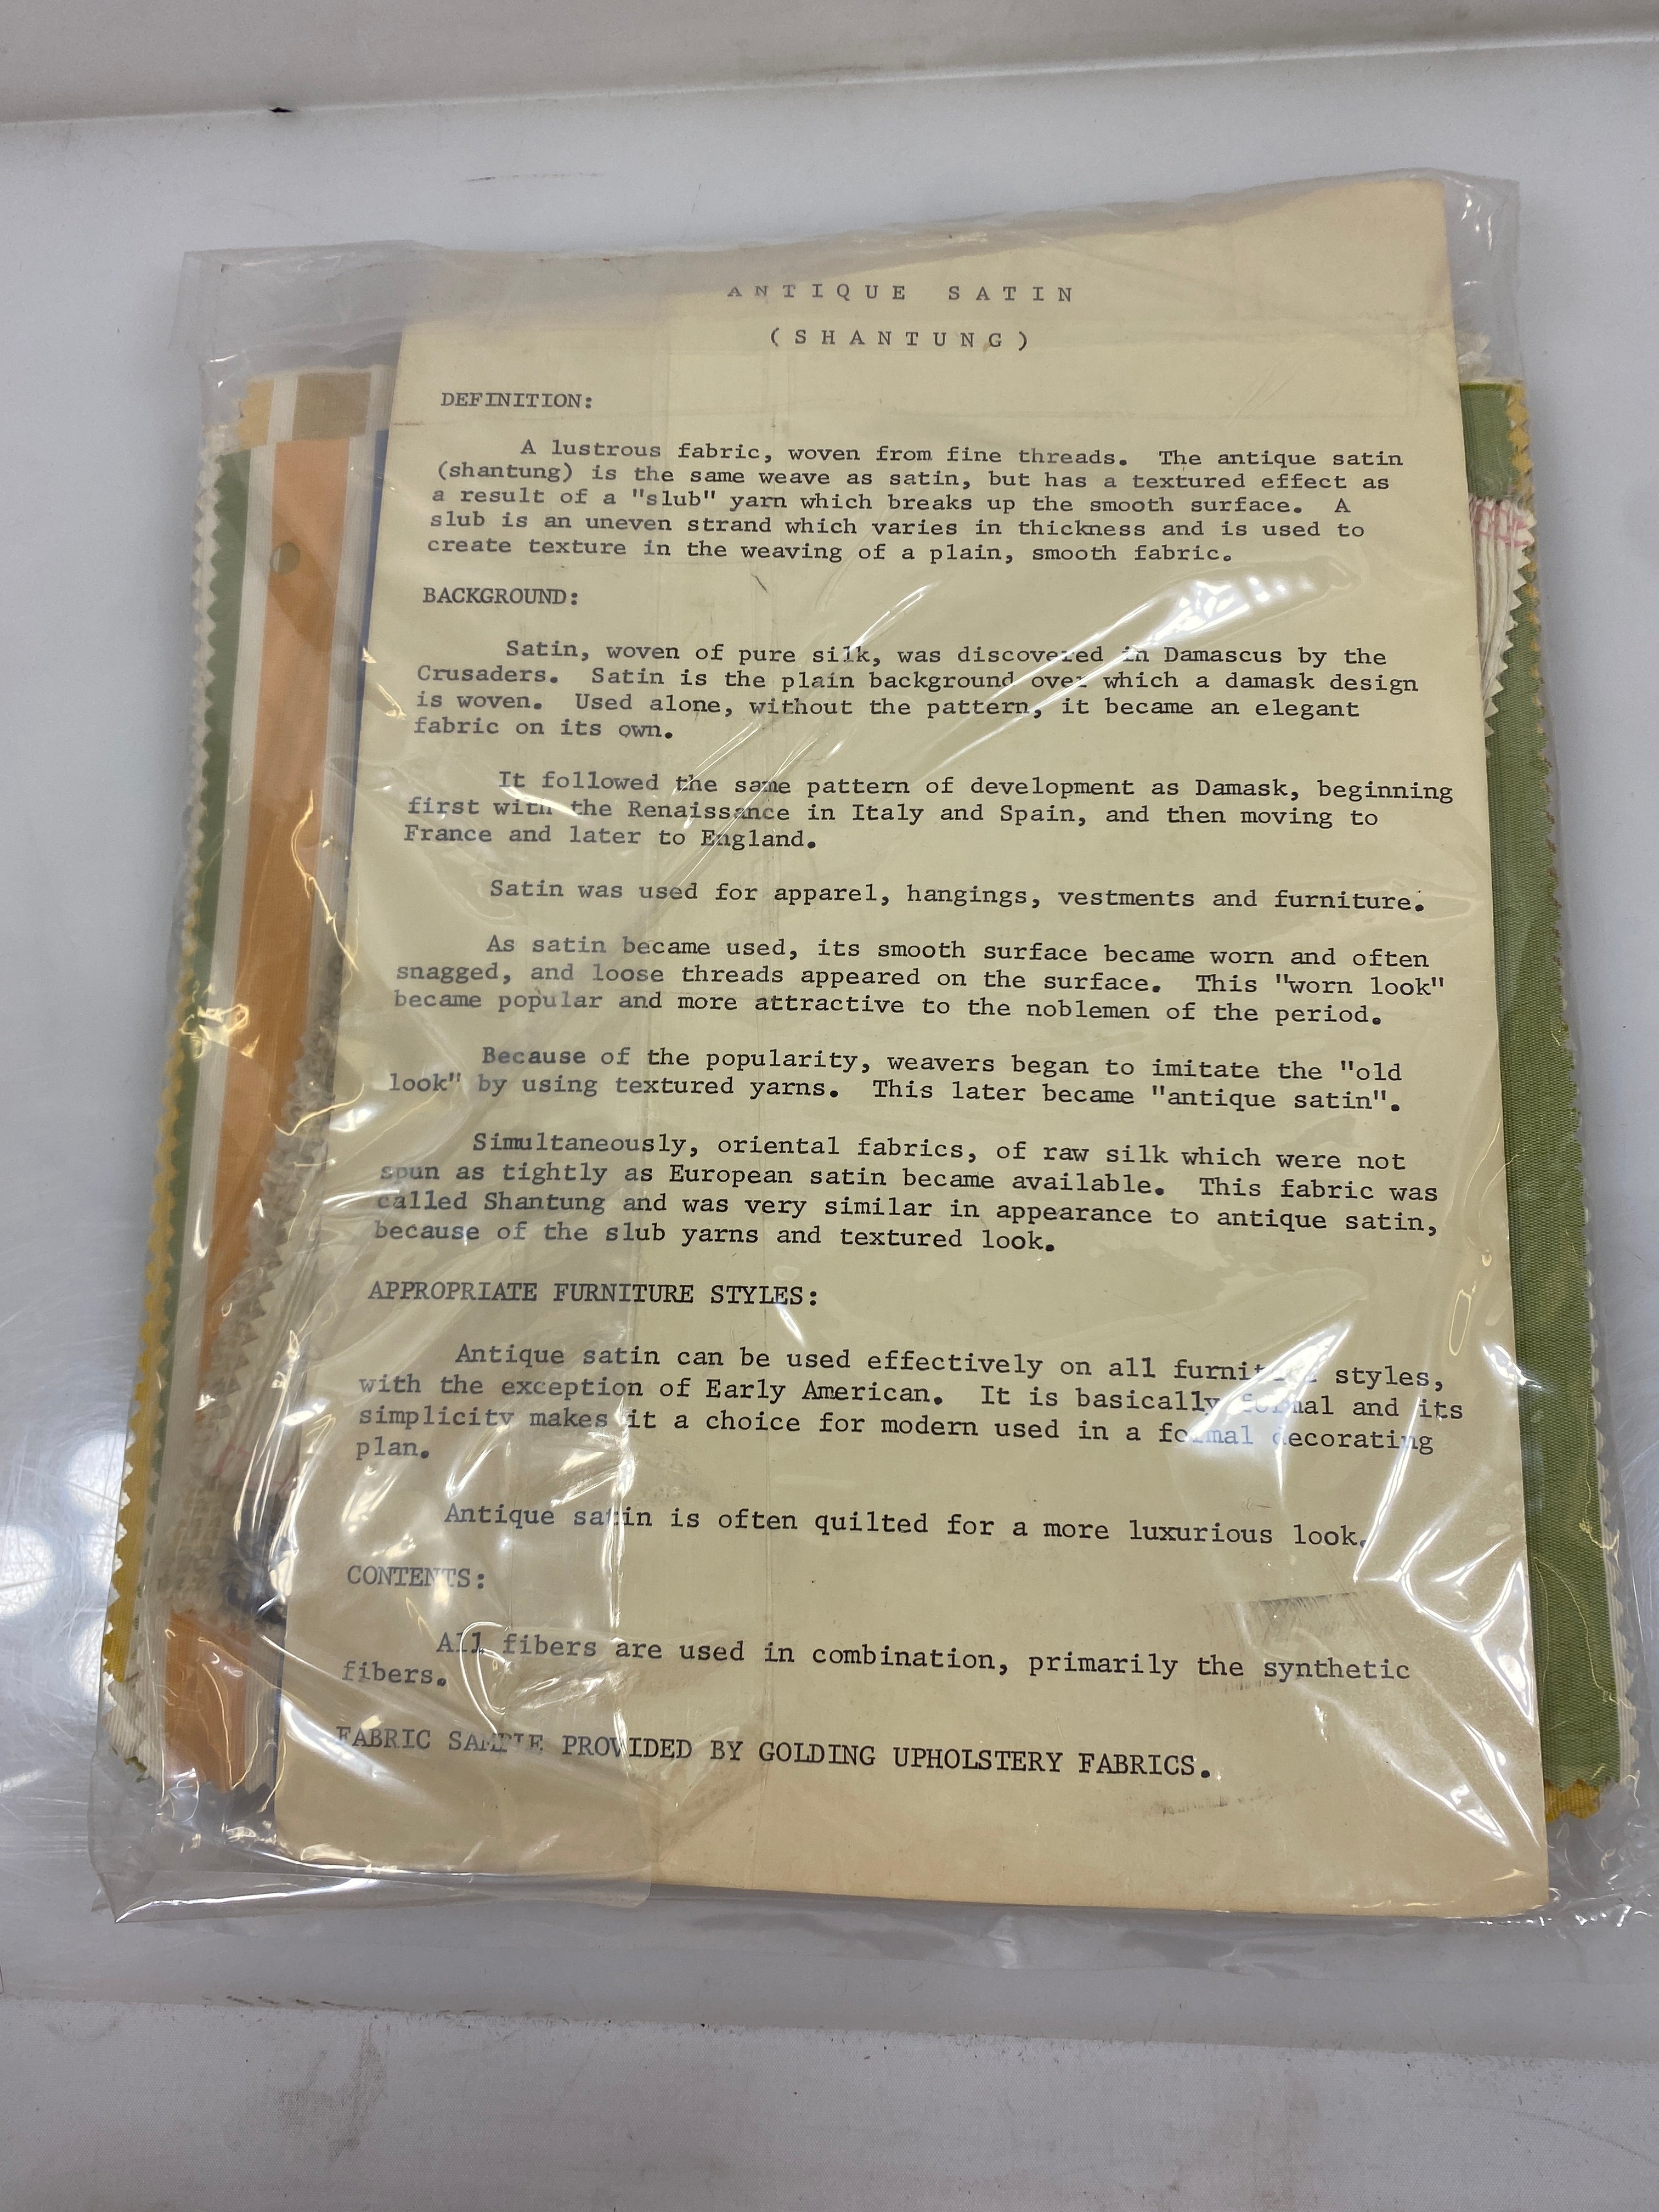 ANTIQUE SATIN
(SHANTUNG)
DEFINITION:
A lustrous fabric, woven from fine threads. The antique satin
(shantung) is the same weave as satin, but has a textured effect as
a result of a "slub" yarn which breaks up the smooth surface. A
slub is an uneven strand which varies in thickness and is used to
create texture in the weaving of a plain, smooth fabric.
BACKGROUND:
Satin, woven of pure silk, was discovered in Damascus by the
Crusaders. Satin is the plain background over which a damask design
is woven. Used alone, without the pattern, it became an elegant
fabric on its own.
It followed the same pattern of development as Damask, beginning
first with the Renaissance in Italy and Spain, and then moving to
France and later to England.
Satin was used for apparel, hangings, vestments and furniture.
As satin became used, its smooth surface became worn and often
snagged, and loose threads appeared on the surface. This "worn look"
became popular and more attractive to the noblemen of the period.
Because of the popularity, weavers began to imitate the "old
look" by using textured yarns. This later became "antique satin".
Simultaneously, oriental fabrics, of raw silk which were not
spun as tightly as European satin became available. This fabric was
called Shantung and was very similar in appearance to antique satin,
because of the slub yarns and textured look.
APPROPRIATE FURNITURE STYLES:
Antique satin can be used effectively on all furniture styles,
with the exception of Early American. It is basically formal and its
simplicity makes it a choice for modern used in a formal decorating
plan.
Antique satin is often quilted for a more luxurious look.
CONTENTS:
All fibers are used in combination, primarily the synthetic
fibers.
FABRIC SAMPLE PROVIDED BY GOLDING UPHOLSTERY FABRICS.